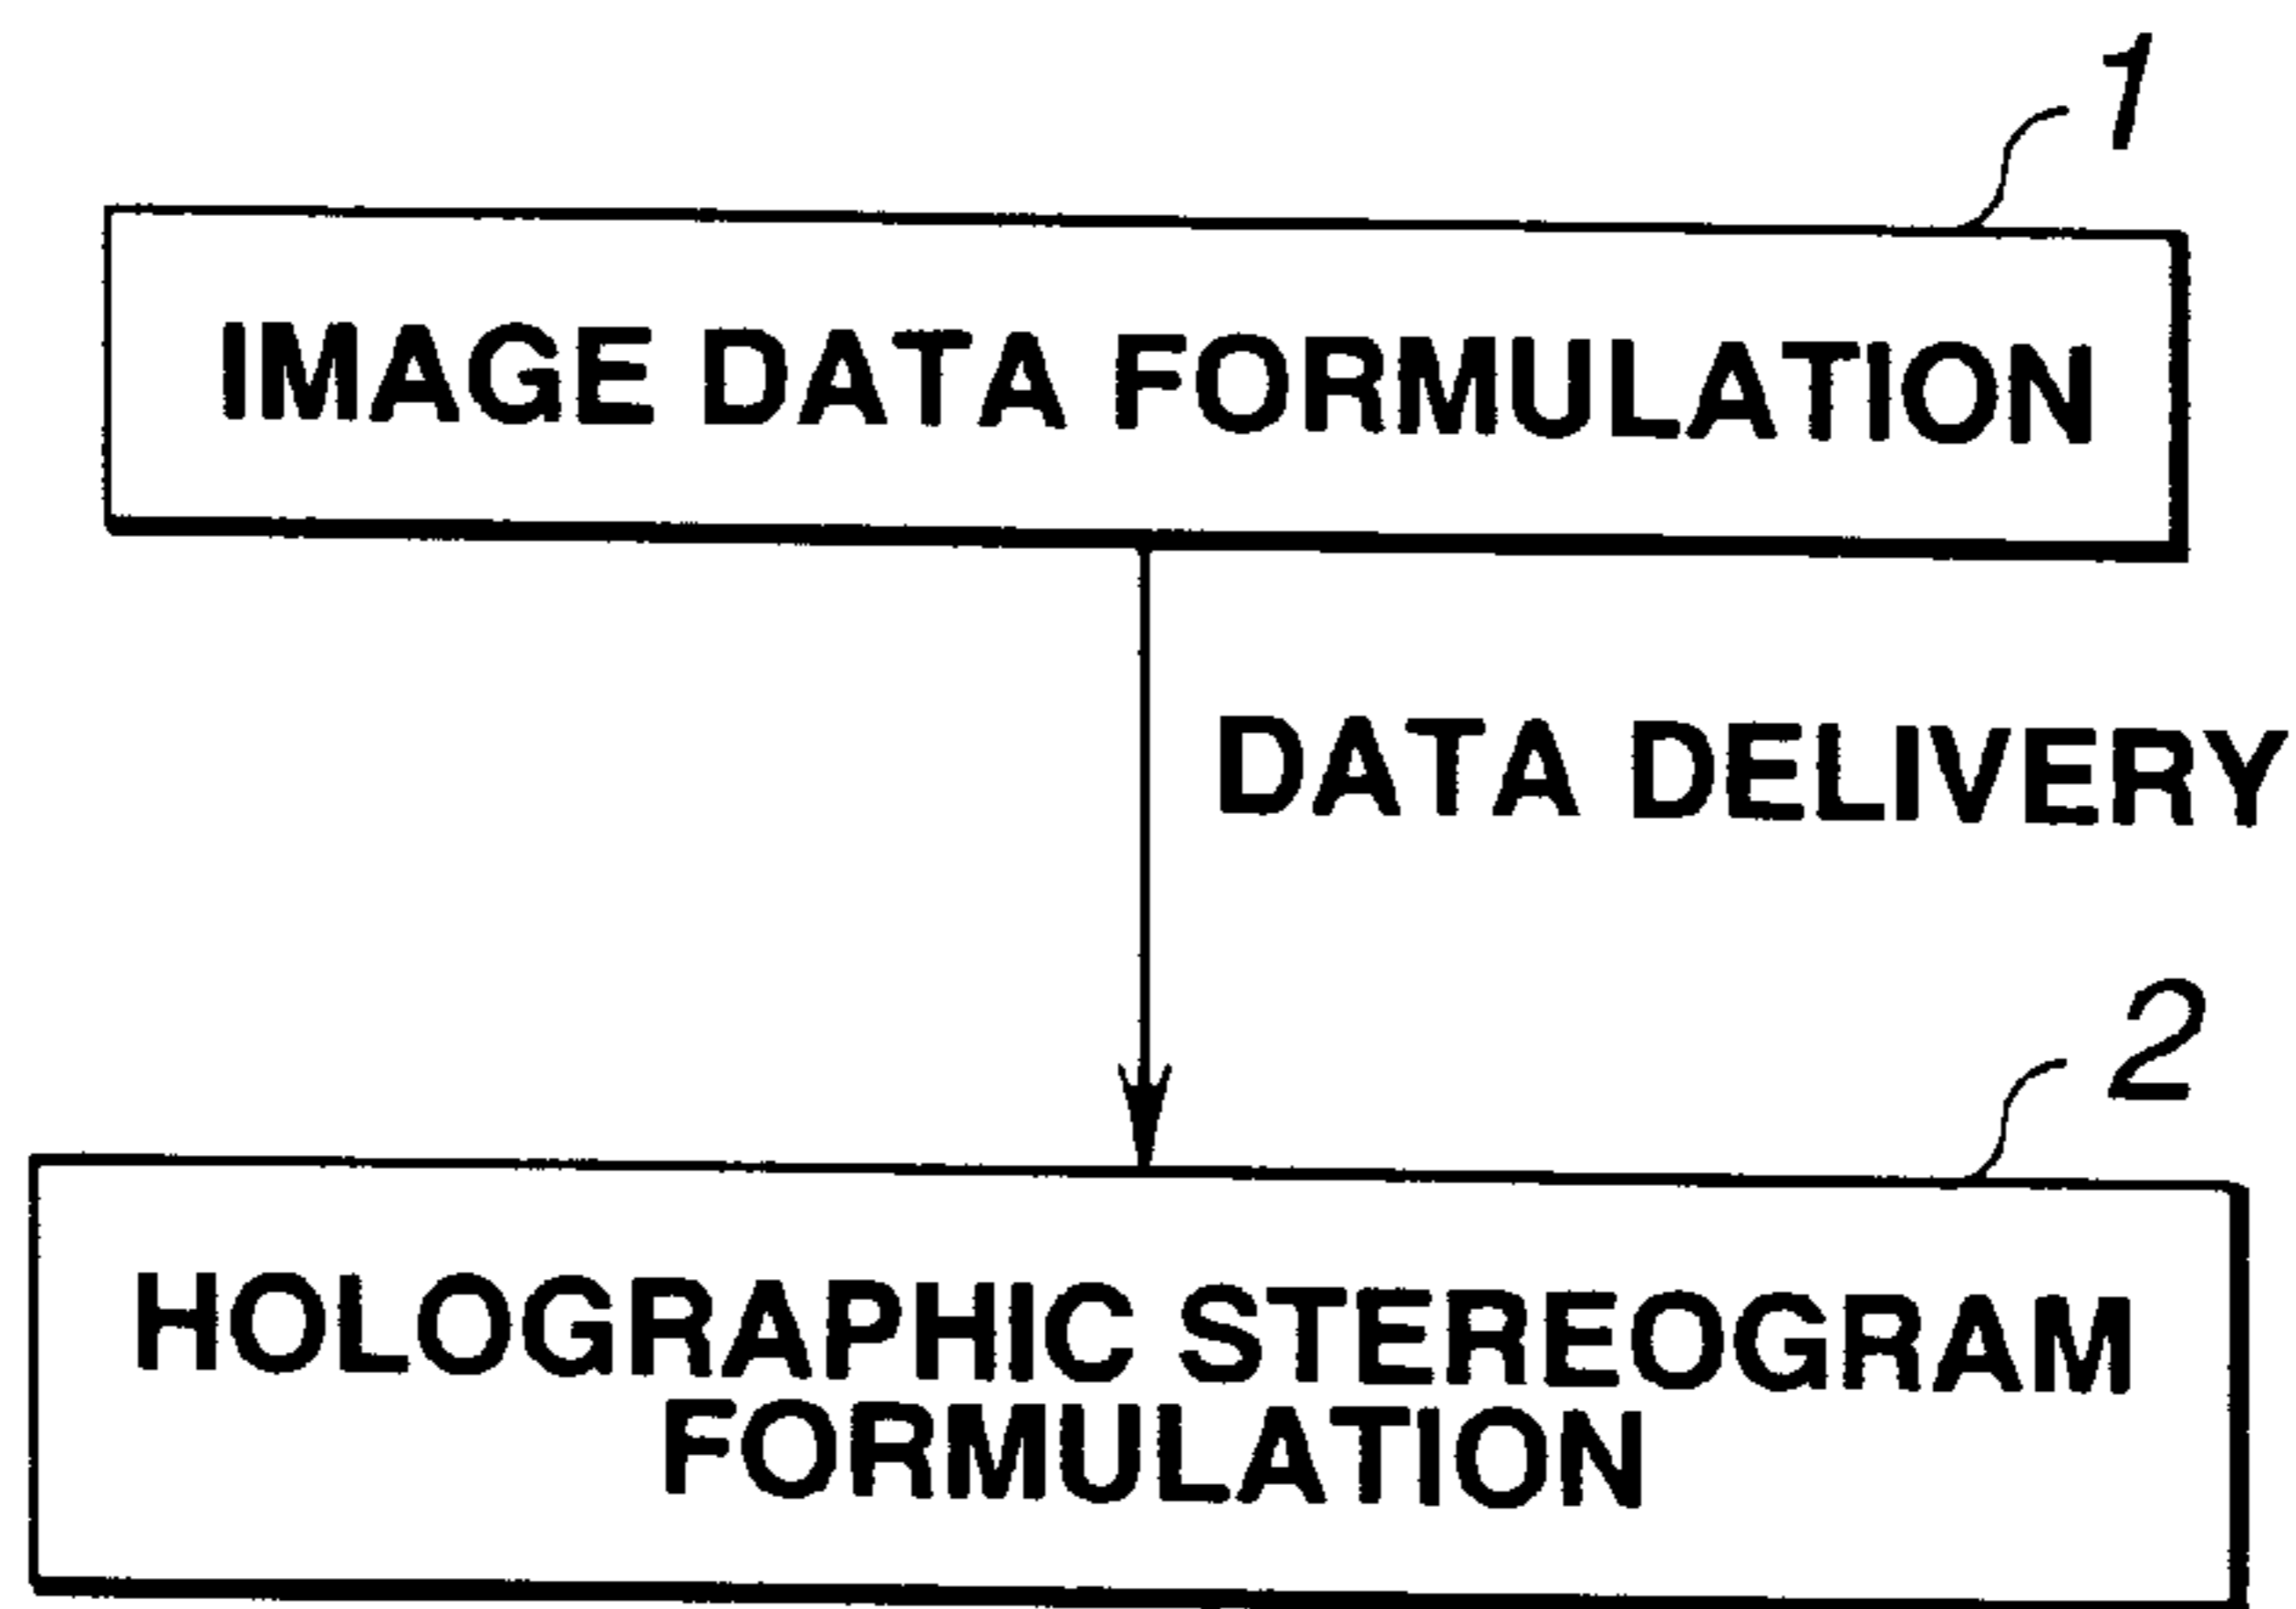 1
IMAGE DATA FORMULATION
DATA DELIVERY
2
HOLOGRAPHIC STEREOGRAM
FORMULATION